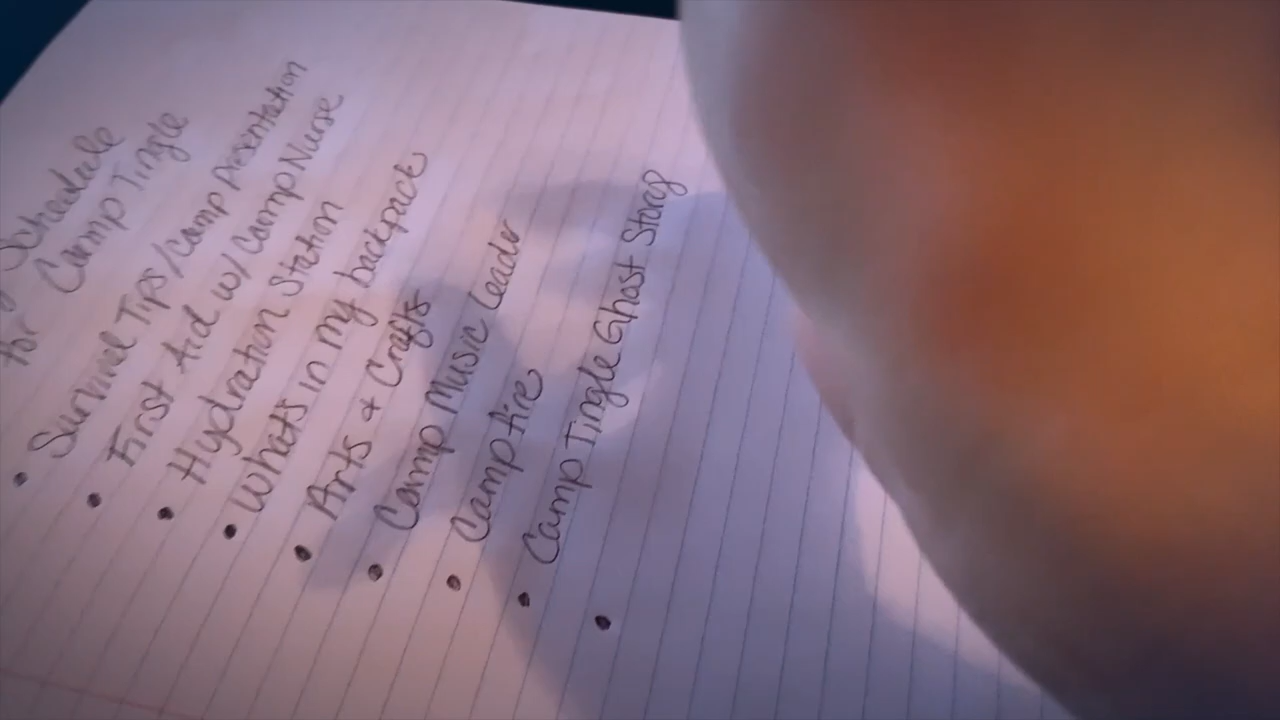 Schedule
for Camp Tingle
• Survival Tips/Camp presentation
• First Aid w/ Camp Nurse
• Hydration Station
• Whats in my backpack
• Arts & Crafts
• Camp Music Leader
• Campfire
• Camp Tingle Ghost Story
•